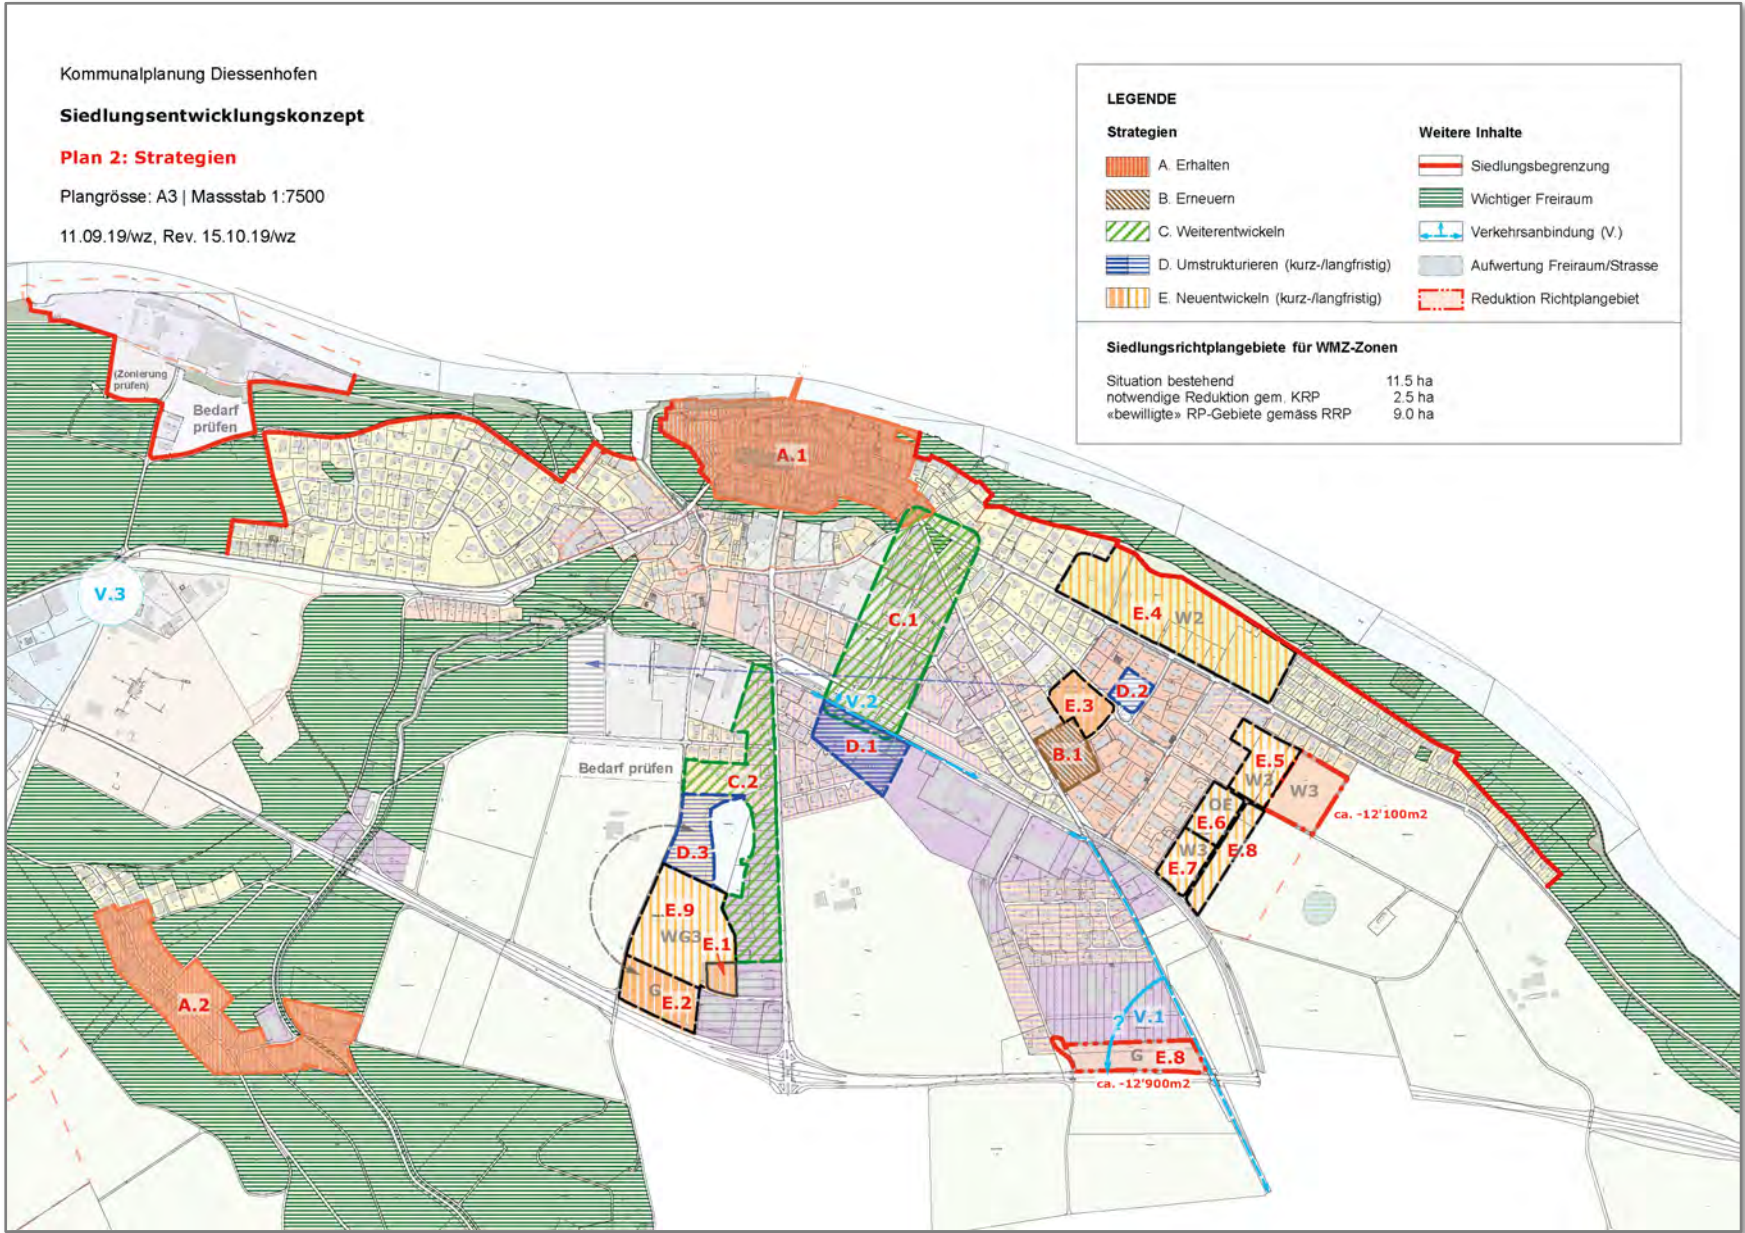 Kommunalplanung Diessenhofen
Siedlungsentwicklungskonzept
Plan 2: Strategien
Plangrösse: A3 | Massstab 1:7500
11.09.19/wz, Rev. 15.10.19/wz
LEGENDE
Strategien
A. Erhalten
B. Erneuern
C. Weiterentwickeln
D. Umstrukturieren (kurz-/langfristig)
E. Neuentwickeln (kurz-/langfristig)
Weitere Inhalte
Siedlungsbegrenzung
Wichtiger Freiraum
Verkehrsanbindung (V.)
Aufwertung Freiraum/Strasse
Reduktion Richtplangebiet
Siedlungsrichtplangebiete für WMZ-Zonen
Situation bestehend 11.5 ha
notwendige Reduktion gem. KRP 2.5 ha
«bewilligte» RP-Gebiete gemäss RRP 9.0 ha
(Zonierung
prüfen)
Bedarf
prüfen
A.1
V.3
C.1
E.4
W2
D.2
E.3
V.2
D.1
B.1
E.5
W3
W3
Bedarf prüfen
C.2
OE
E.6
ca. -12'100m2
W3
E.8
E.7
D.3
E.9
WG3
E.1
G
E.2
A.2
?
V.1
G
E.8
ca. -12'900m2